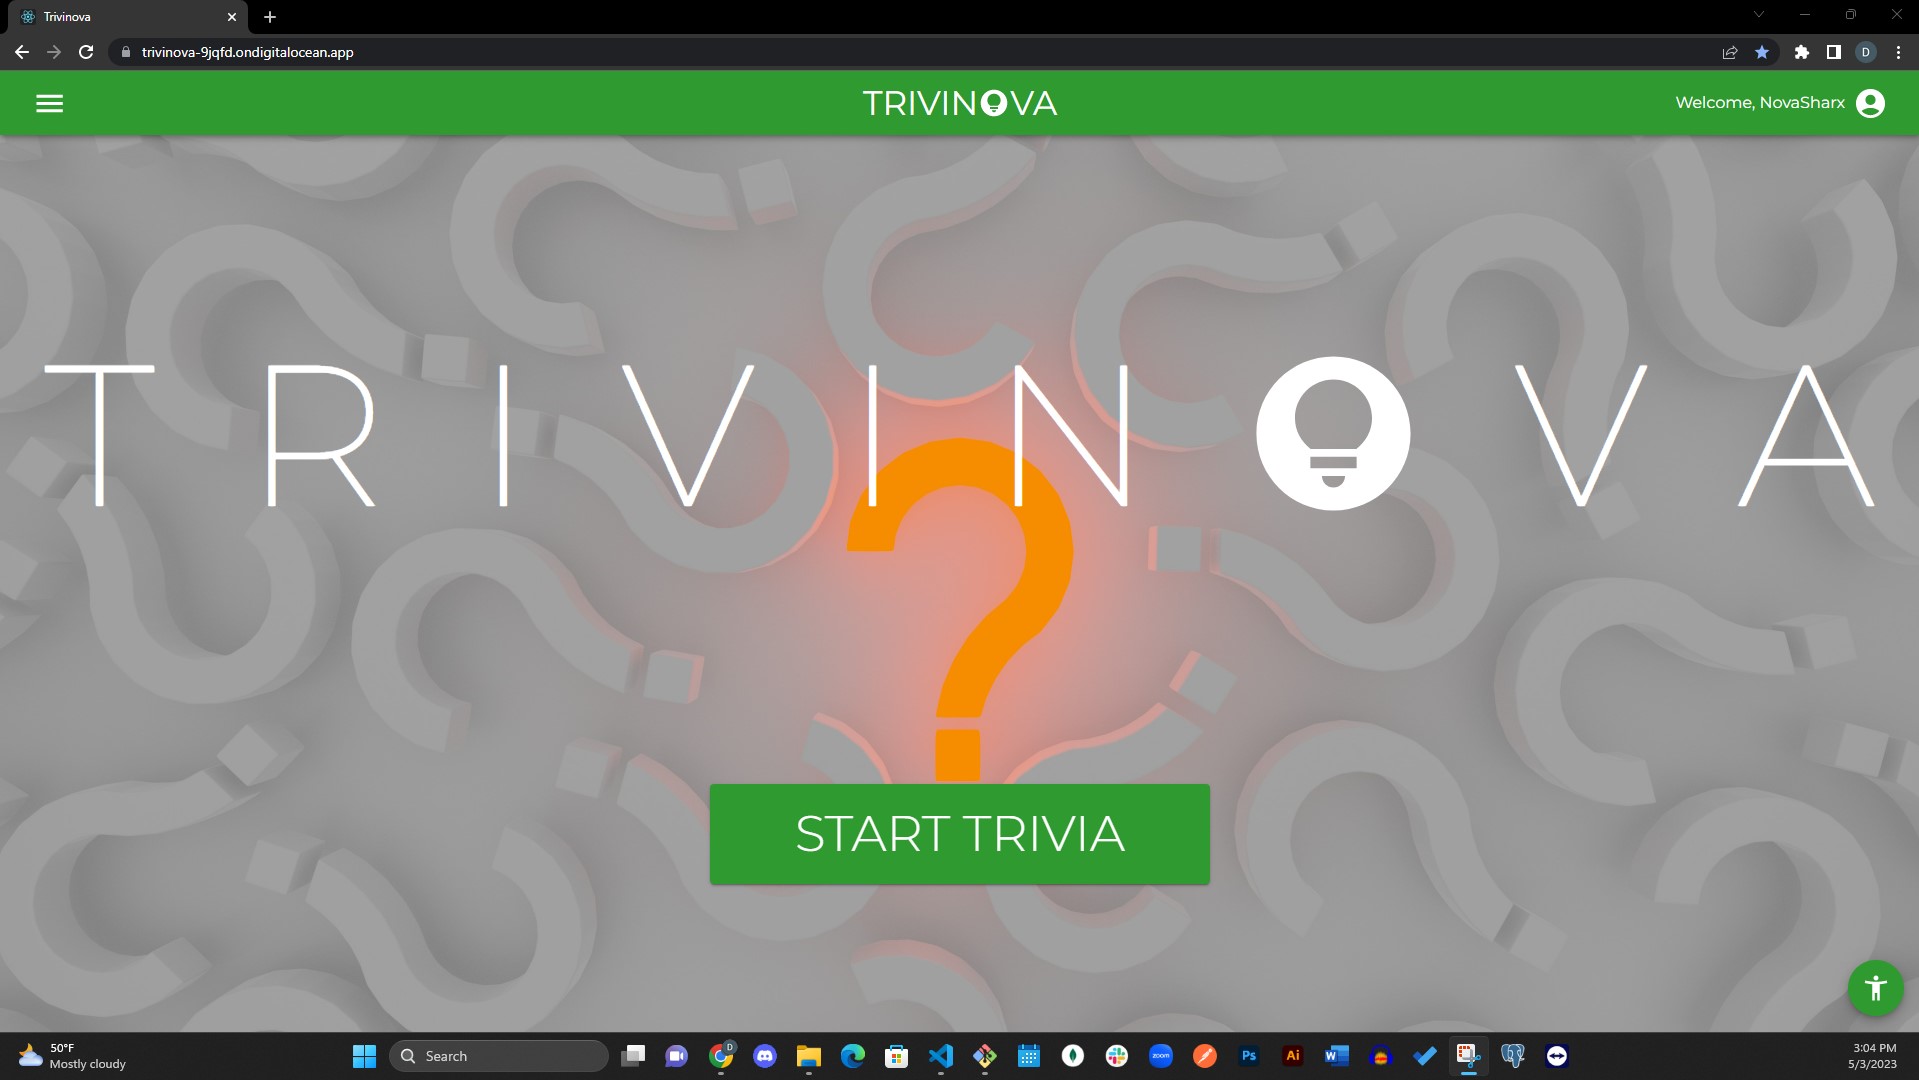 Trivinova
trivinova-9jqfd.ondigitalocean.app
D
TRIVINOVA
Welcome, NovaSharx
TRIVINOVA
?
START TRIVIA
50°F
Mostly cloudy
Search
D
zoom
Ps
Ai
W
3:04 PM
5/3/2023